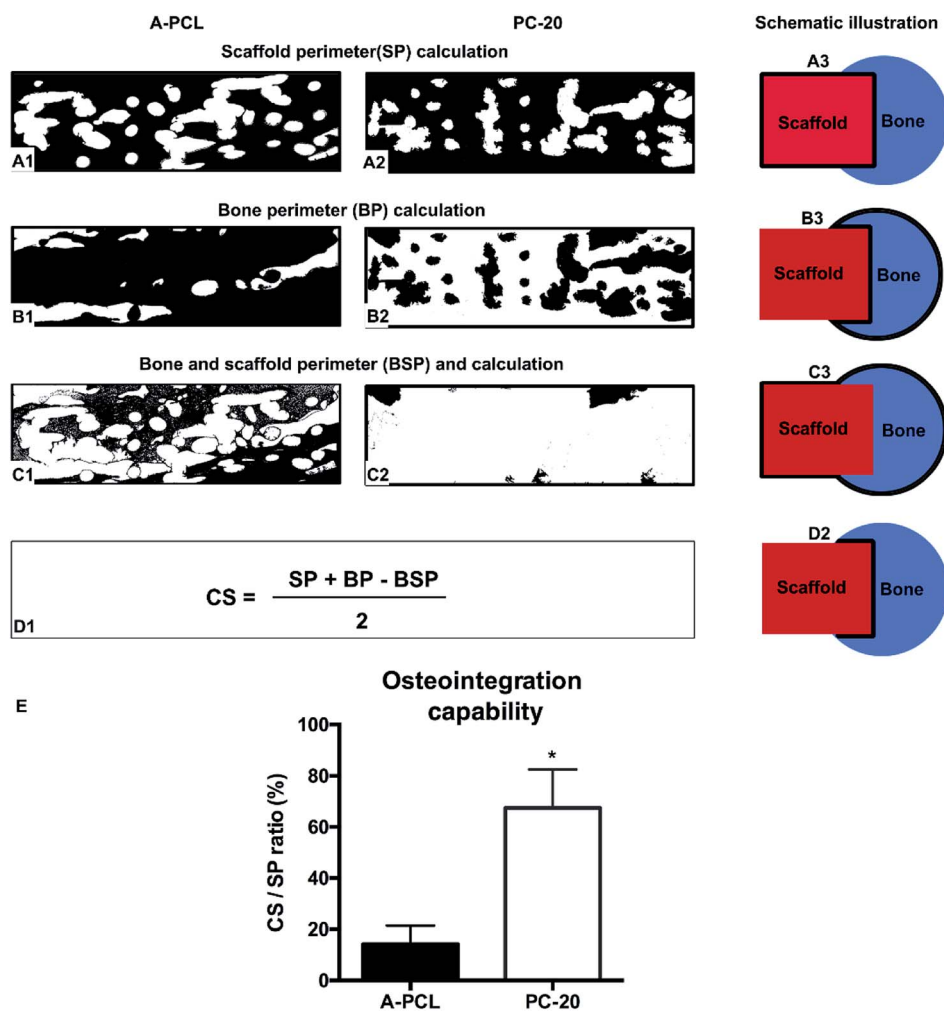 A-PCL
PC-20
Schematic illustration
Scaffold perimeter(SP) calculation
A1
A2
A3
Scaffold
Bone
Bone perimeter (BP) calculation
B1
B2
B3
Scaffold
Bone
Bone and scaffold perimeter (BSP) and calculation
C1
C2
C3
Scaffold
Bone
CS = SP + BP - BSP
2
D1
D2
Scaffold
Bone
E
Osteointegration
capability
CS / SP ratio (%)
100
80
60
40
20
0
*
A-PCL
PC-20